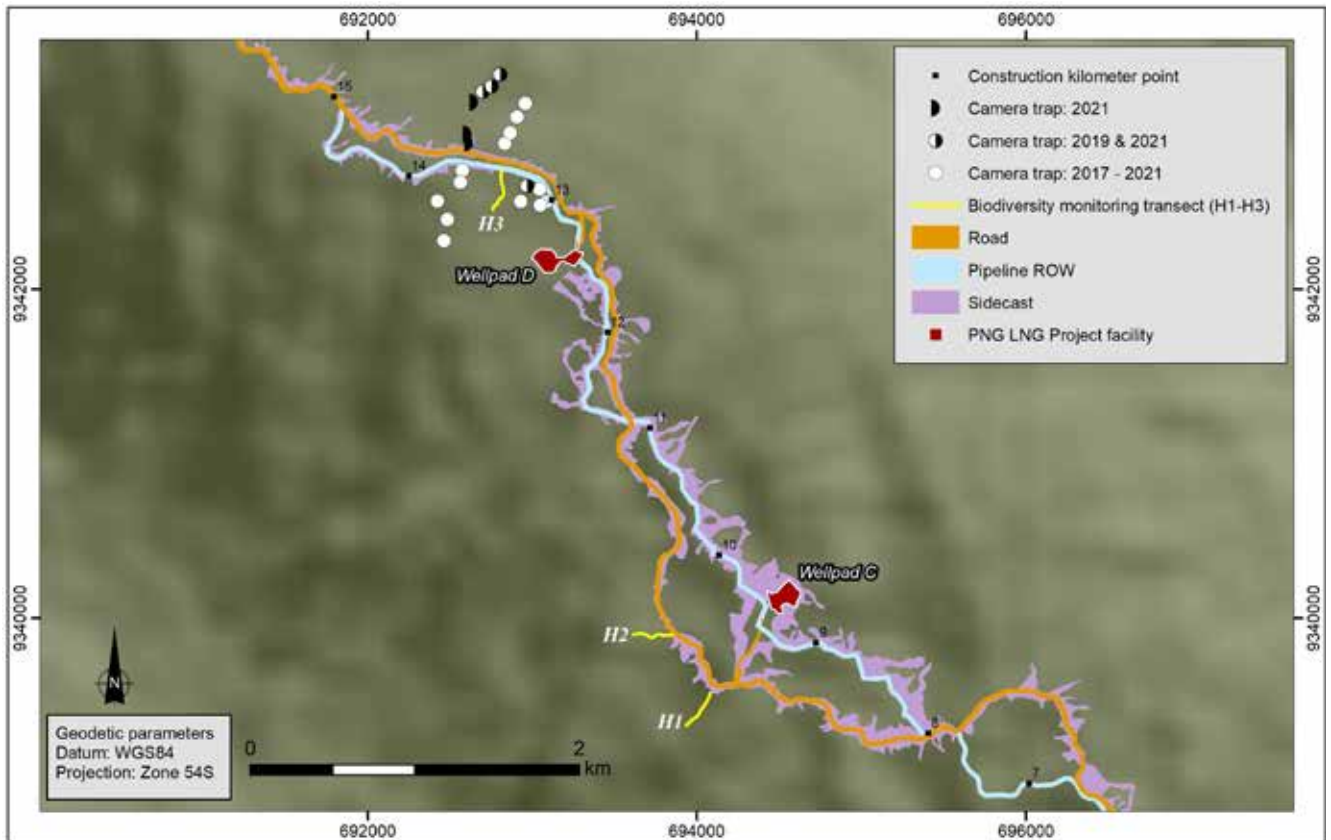 692000
694000
696000
Construction kilometer point
Camera trap: 2021
Camera trap: 2019 & 2021
Camera trap: 2017 - 2021
Biodiversity monitoring transect (H1-H3)
Road
Pipeline ROW
Sidecast
PNG LNG Project facility
15
14
13
H3
Wellpad D
9342000
9342000
12
11
10
Wellpad C
9340000
9340000
9
H2
H1
8
7
N
Geodetic parameters
Datum: WGS84
Projection: Zone 54S
0
2
km
692000
694000
696000